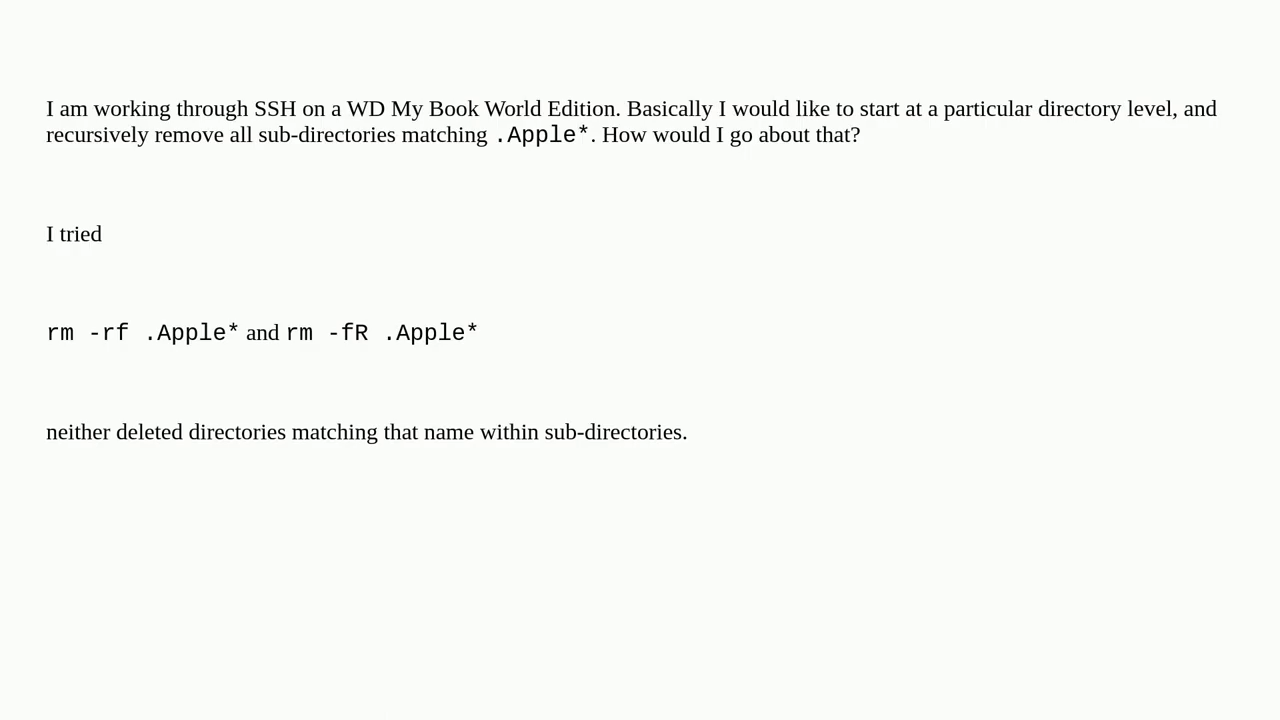 I am working through SSH on a WD My Book World Edition. Basically I would like to start at a particular directory level, and
recursively remove all sub-directories matching .Apple*. How would I go about that?
I tried
rm -rf .Apple* and rm -fR .Apple*
neither deleted directories matching that name within sub-directories.